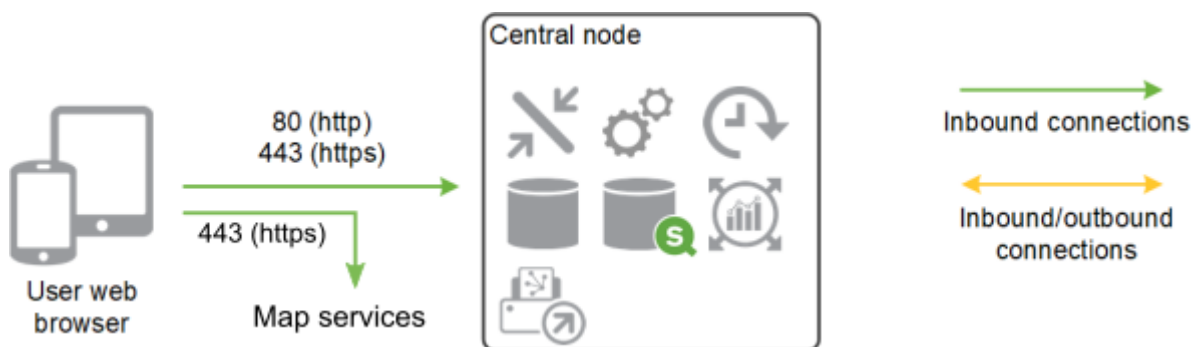 Central node
80 (http)
443 (https)
443 (https)
User web
browser
Map services
S
Inbound connections
Inbound/outbound
connections